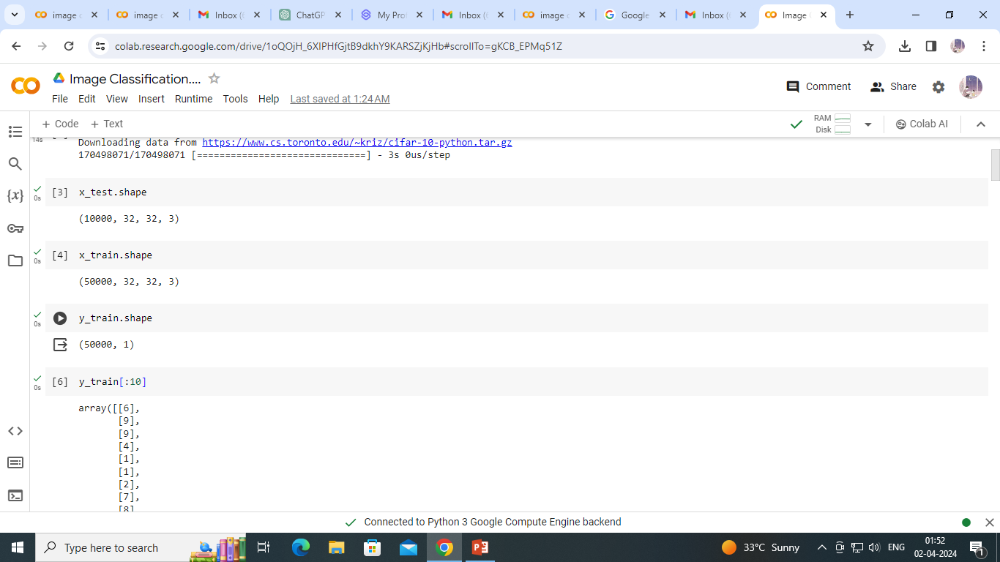 image c
image c
Inbox (
ChatGP
My Pro
Inbox (
image c
Google
Inbox (
Image C
colab.research.google.com/drive/1oQOjH_6XIPHfGjtB9dkhY9KARSZjKjHb#scrollTo=gKCB_EPMq51Z
Image Classification....
File Edit View Insert Runtime Tools Help Last saved at 1:24 AM
Comment Share
+ Code + Text
RAM
Disk
Colab AI
14s
Downloading data from https://www.cs.toronto.edu/~kriz/cifar-10-python.tar.gz
170498071/170498071 [==============================] - 3s 0us/step
0s [3] x_test.shape
(10000, 32, 32, 3)
0s [4] x_train.shape
(50000, 32, 32, 3)
0s y_train.shape
(50000, 1)
0s [6] y_train[:10]
array([[6],
[9],
[9],
[4],
[1],
[1],
[2],
[7],
[8]
Connected to Python 3 Google Compute Engine backend
Type here to search
33°C Sunny
ENG
01:52
02-04-2024
1